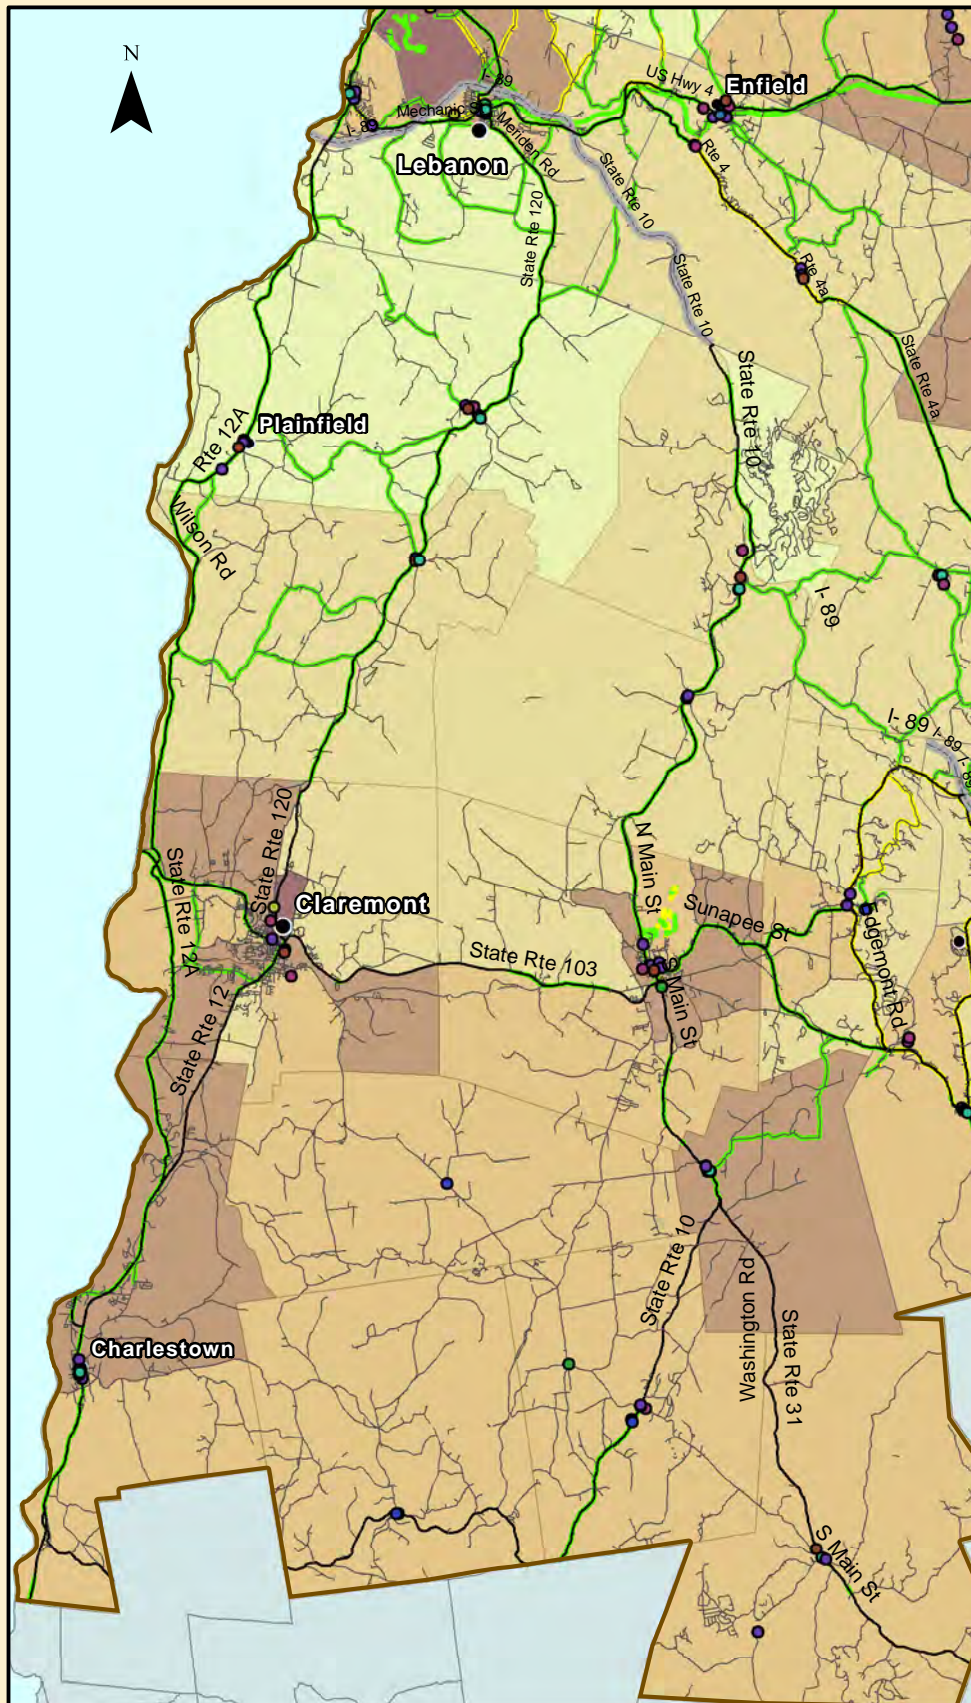 N
I- 89
US Hwy 4
Enfield
Mechanic S
I- 8
Meriden Rd
Lebanon
Rte 4
State Rte 10
State Rte 120
State Rte 10
Rte 4a
State Rte 4a
State Rte 10
Plainfield
Rte 12A
Wilson Rd
I- 89
I- 89
I- 89
I- 89
State Rte 120
N Main St
Claremont
Sunapee St
State Rte 12A
State Rte 103
Edgemont Rd
S Main St
State Rte 12
State Rte 10
Washington Rd
State Rte 31
Charlestown
S Main St